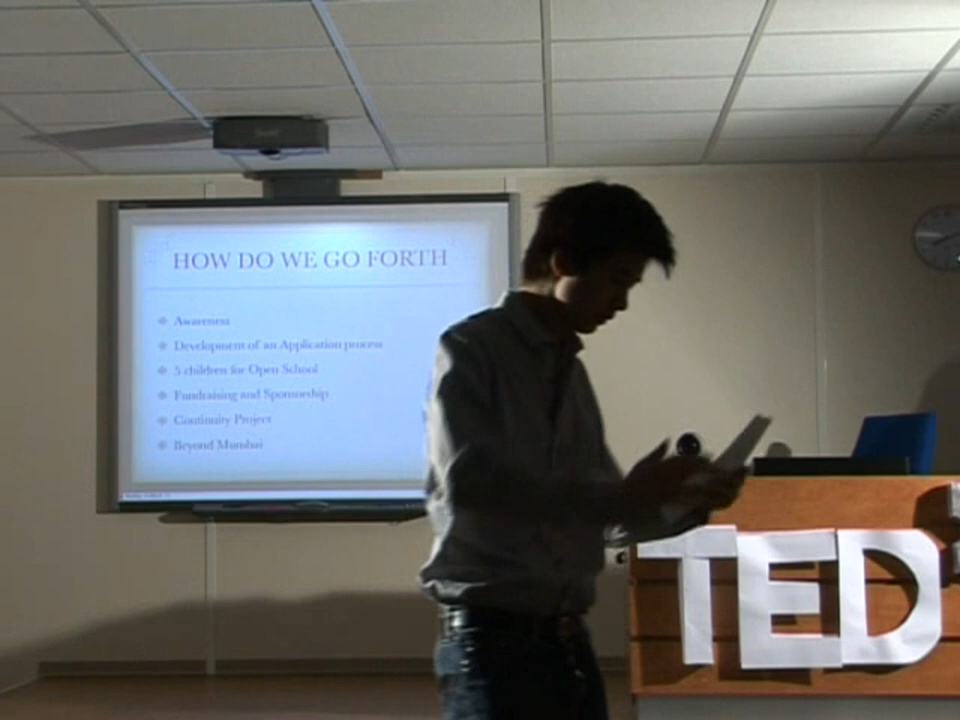 HOW DO WE GO FORTH
Awareness
Development of an Application process
5 children for Open School
Fundraising and Sponsorship
Continuity Project
Beyond Mumbai
TED